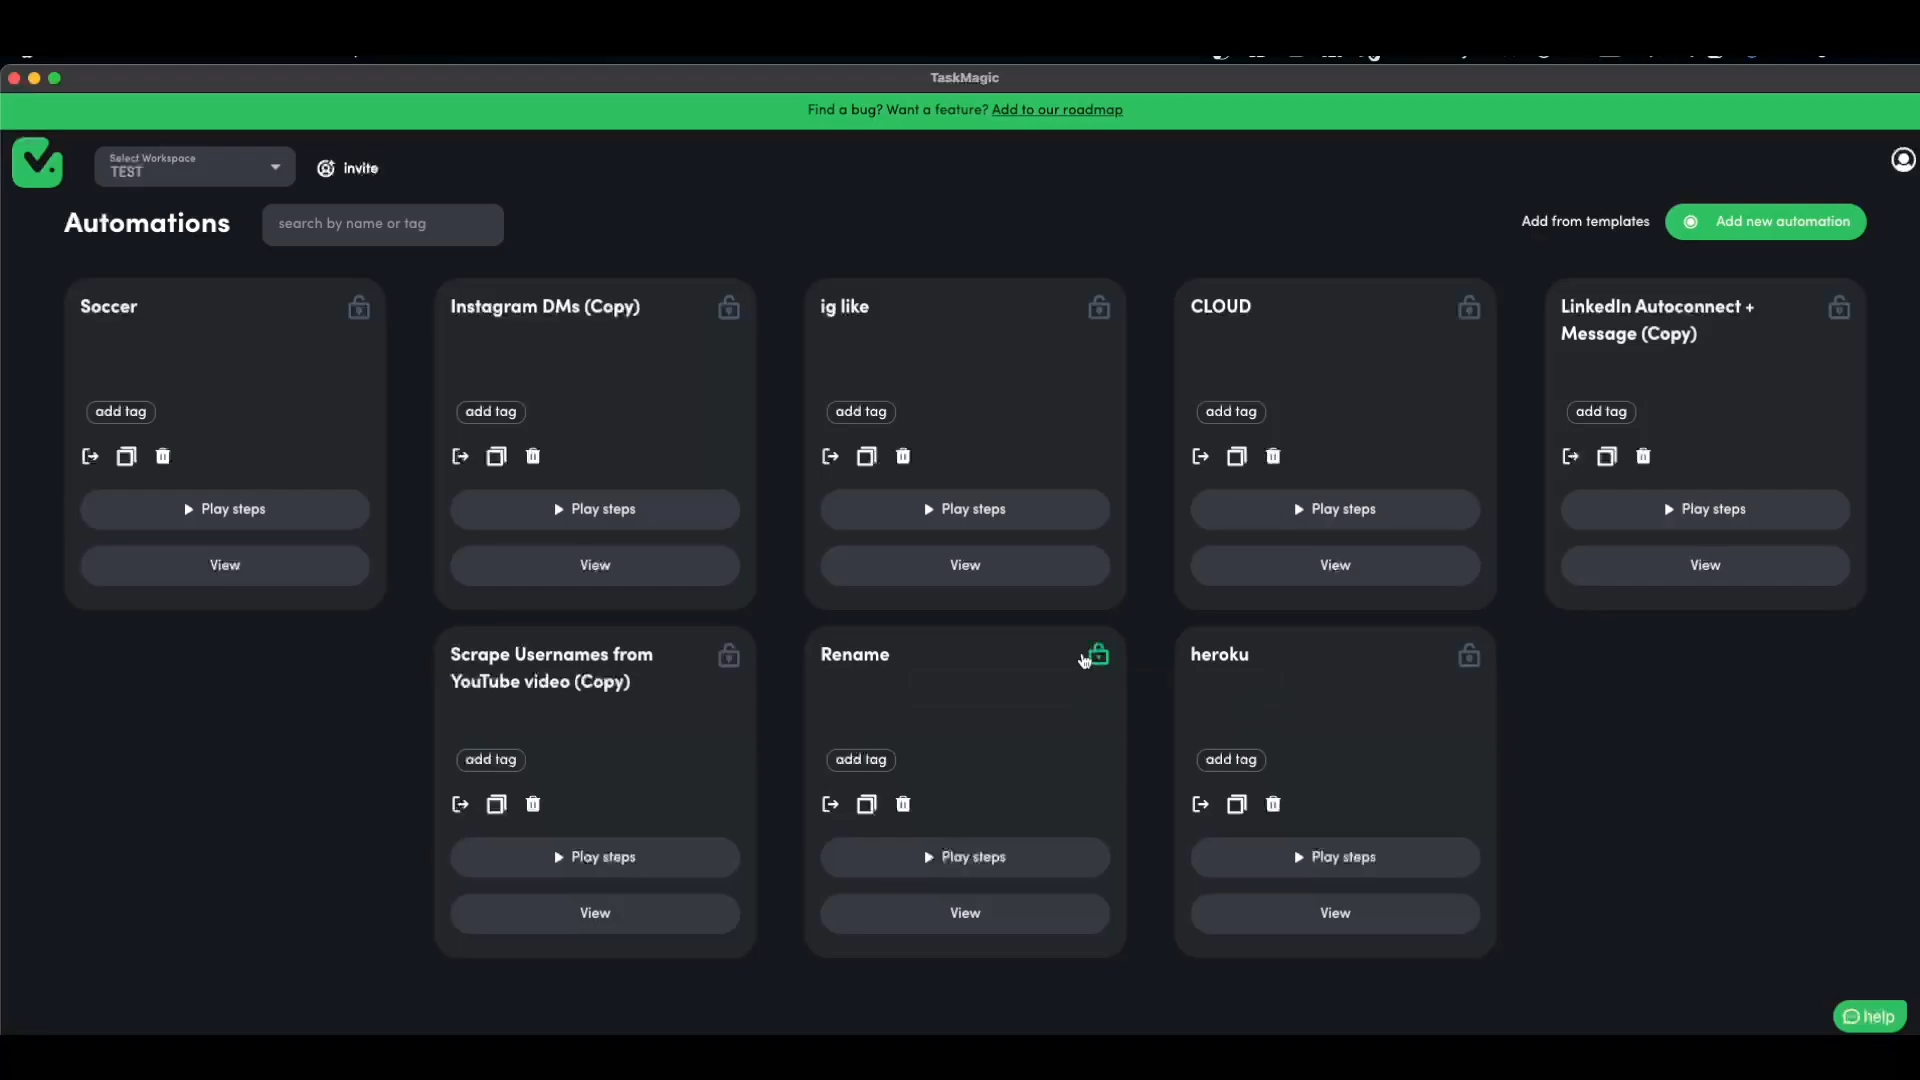 TaskMagic
Find a bug? Want a feature? Add to our roadmap
Select Workspace
TEST
invite
Automations
search by name or tag
Add from templates
Add new automation
Soccer
add tag
Play steps
View
Instagram DMs (Copy)
add tag
Play steps
View
ig like
add tag
Play steps
View
CLOUD
add tag
Play steps
View
LinkedIn Autoconnect +
Message (Copy)
add tag
Play steps
View
Scrape Usernames from
YouTube video (Copy)
add tag
Play steps
View
Rename
add tag
Play steps
View
heroku
add tag
Play steps
View
help